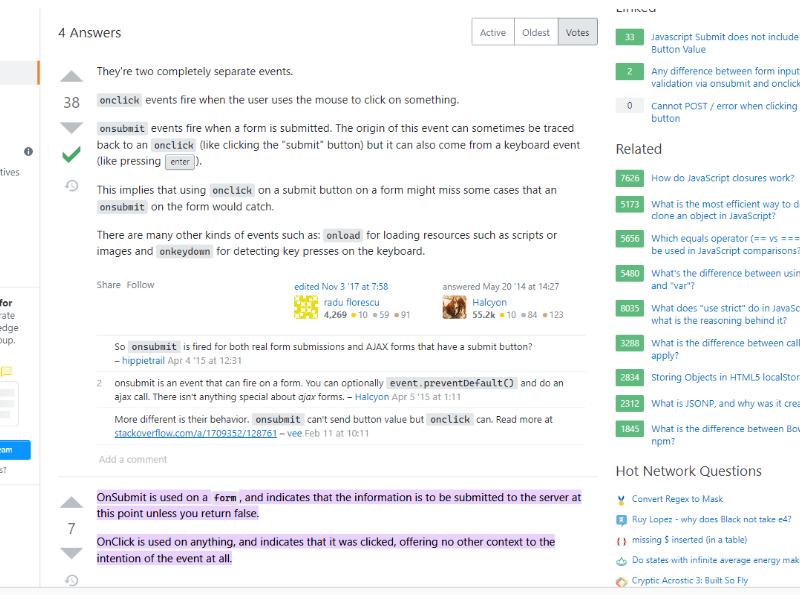 4 Answers
Active Oldest Votes
38
They're two completely separate events.
onclick events fire when the user uses the mouse to click on something.
onsubmit events fire when a form is submitted. The origin of this event can sometimes be traced
back to an onclick (like clicking the "submit" button) but it can also come from a keyboard event
(like pressing enter ).
This implies that using onclick on a submit button on a form might miss some cases that an
onsubmit on the form would catch.
There are many other kinds of events such as: onload for loading resources such as scripts or
images and onkeydown for detecting key presses on the keyboard.
Share Follow
edited Nov 3 '17 at 7:58
radu florescu
4,269 10 59 91
answered May 20 '14 at 14:27
Halcyon
55.2k 10 84 123
So onsubmit is fired for both real form submissions and AJAX forms that have a submit button?
– hippietrail Apr 4 '15 at 12:31
2 onsubmit is an event that can fire on a form. You can optionally event.preventDefault() and do an
ajax call. There isn't anything special about ajax forms. – Halcyon Apr 5 '15 at 1:11
More different is their behavior. onsubmit can't send button value but onclick can. Read more at
stackoverflow.com/a/1709352/128761 – vee Feb 11 at 10:11
Add a comment
7
OnSubmit is used on a form, and indicates that the information is to be submitted to the server at
this point unless you return false.
OnClick is used on anything, and indicates that it was clicked, offering no other context to the
intention of the event at all.
tives
for
rate
edge
oup.
eam
s?
Linked
33 Javascript Submit does not include
Button Value
2 Any difference between form input
validation via onsubmit and onclick
0 Cannot POST / error when clicking
button
Related
7626 How do JavaScript closures work?
5173 What is the most efficient way to d
clone an object in JavaScript?
5656 Which equals operator (== vs ===
be used in JavaScript comparisons?
5480 What's the difference between usin
and "var"?
8035 What does "use strict" do in JavaSc
what is the reasoning behind it?
3288 What is the difference between call
apply?
2834 Storing Objects in HTML5 localStor
2312 What is JSONP, and why was it crea
1845 What is the difference between Bov
npm?
Hot Network Questions
Convert Regex to Mask
Ruy Lopez - why does Black not take e4?
missing $ inserted (in a table)
Do states with infinite average energy mak
Cryptic Acrostic 3: Built So Fly